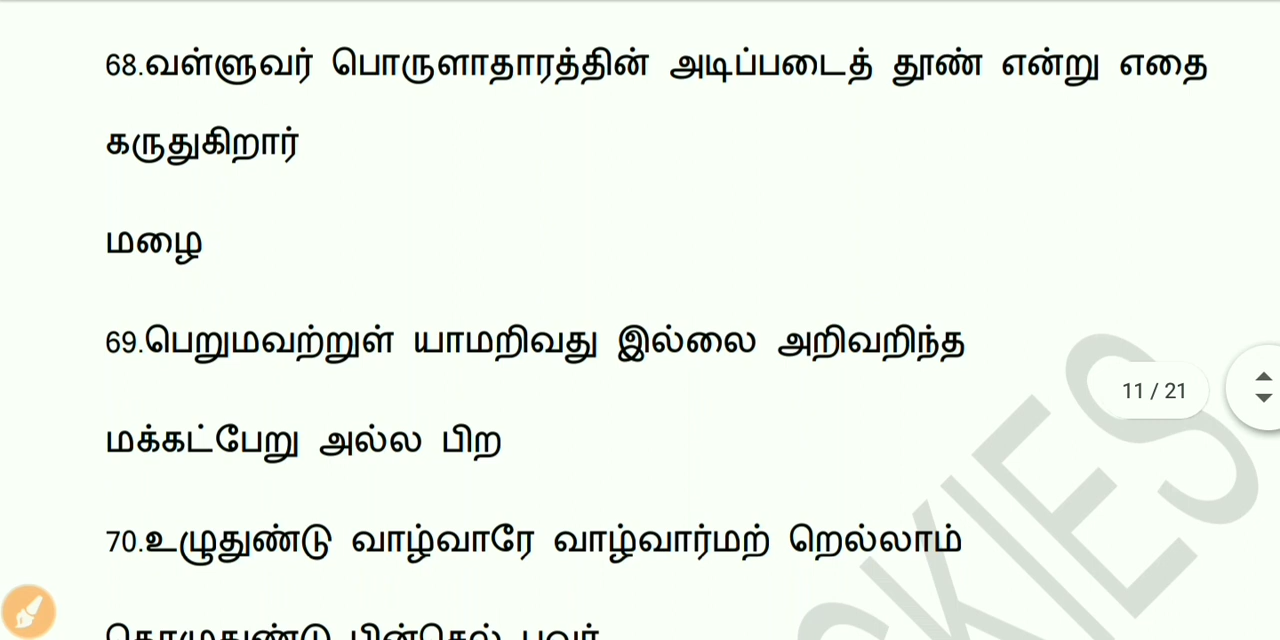 68.வள்ளுவர் பொருளாதாரத்தின் அடிப்படைத் தூண் என்று எதை
கருதுகிறார்
மழை
69.பெறுமவற்றுள் யாமறிவது இல்லை அறிவறிந்த
11 / 21
மக்கட்பேறு அல்ல பிற
70.உழுதுண்டு வாழ்வாரே வாழ்வார்மற் றெல்லாம்
தொழுதுண்டு பின்செல் பவர்